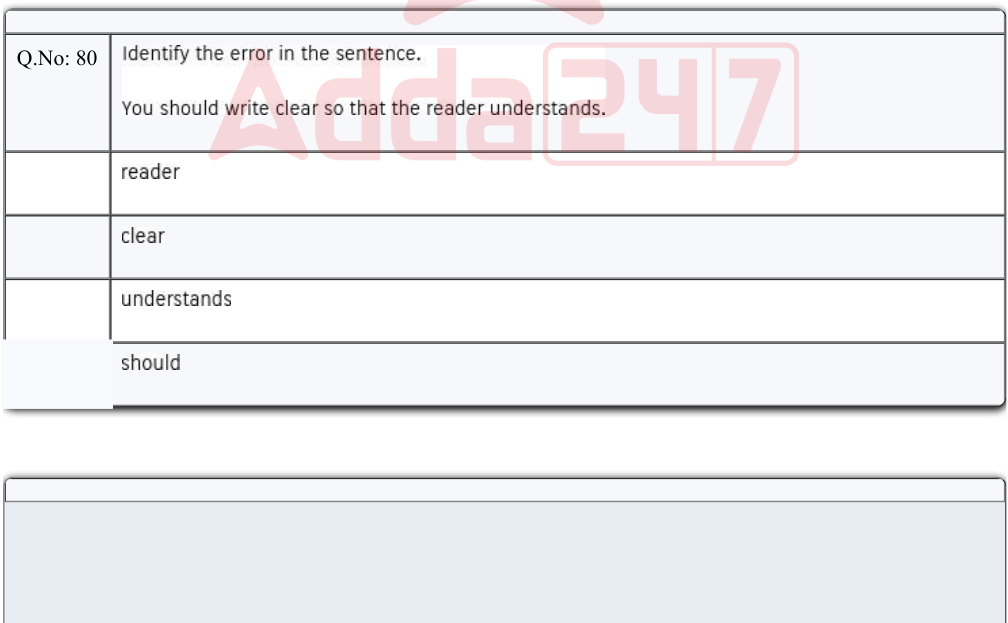 Adda247
Q.No: 80
Identify the error in the sentence.
You should write clear so that the reader understands.
reader
clear
understands
should